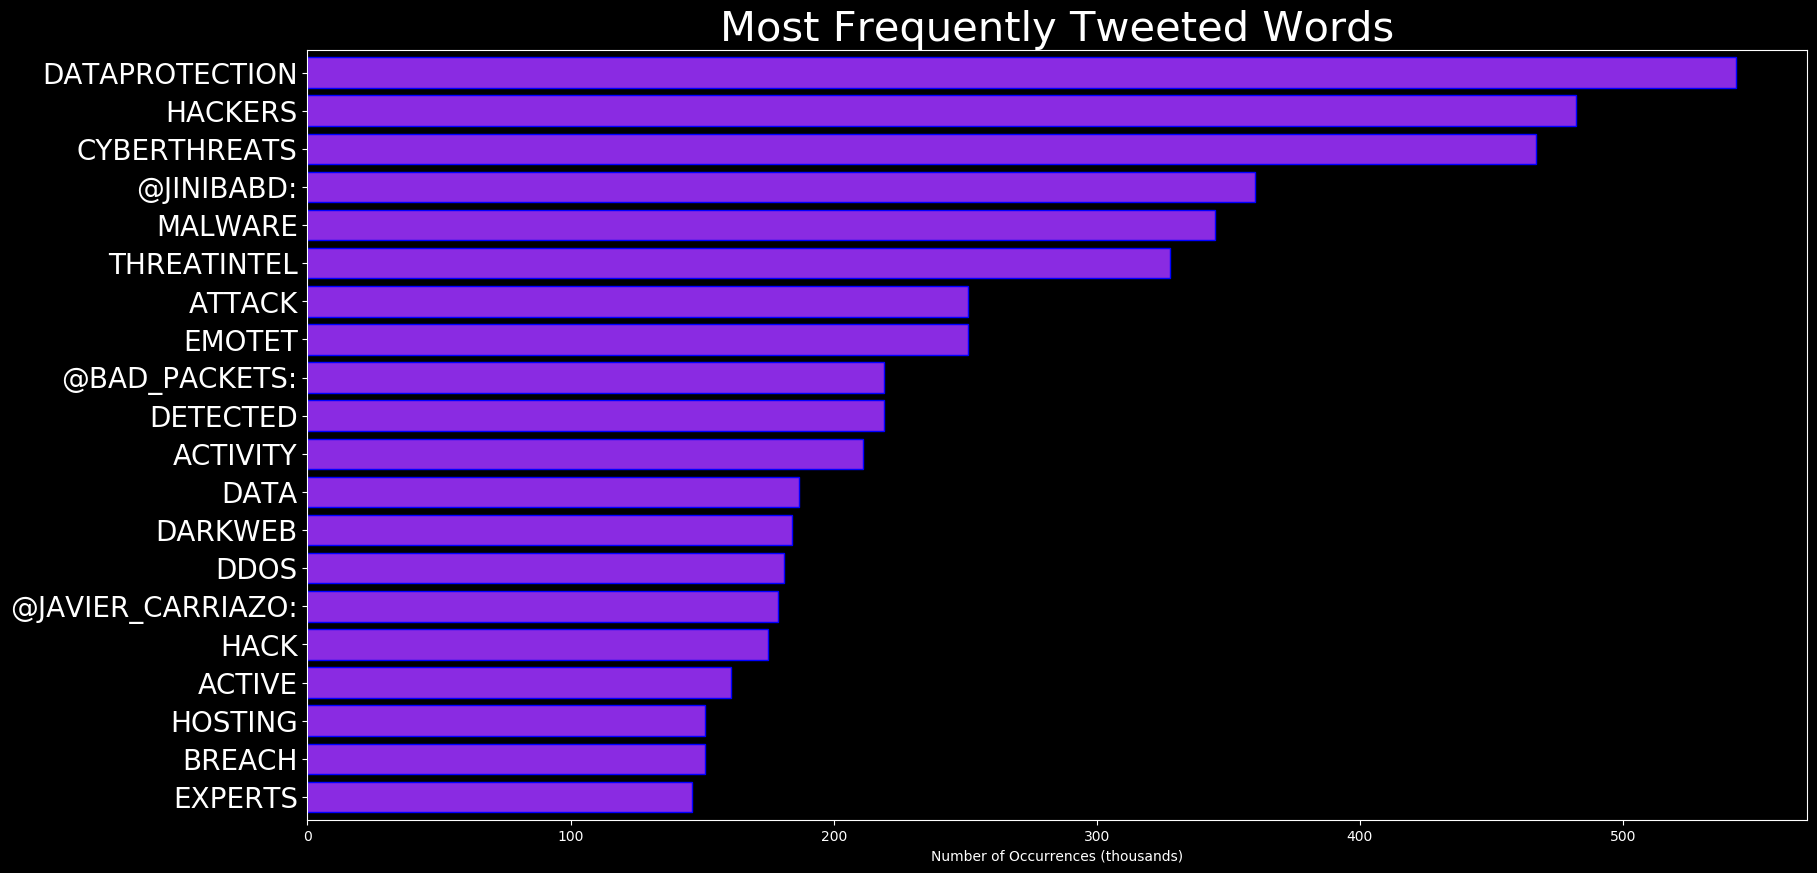 Most Frequently Tweeted Words
DATAPROTECTION
HACKERS
CYBERTHREATS
@JINIBABD:
MALWARE
THREATINTEL
ATTACK
EMOTET
@BAD_PACKETS:
DETECTED
ACTIVITY
DATA
DARKWEB
DDOS
@JAVIER_CARRIAZO:
HACK
ACTIVE
HOSTING
BREACH
EXPERTS
0 100 200 300 400 500
Number of Occurrences (thousands)